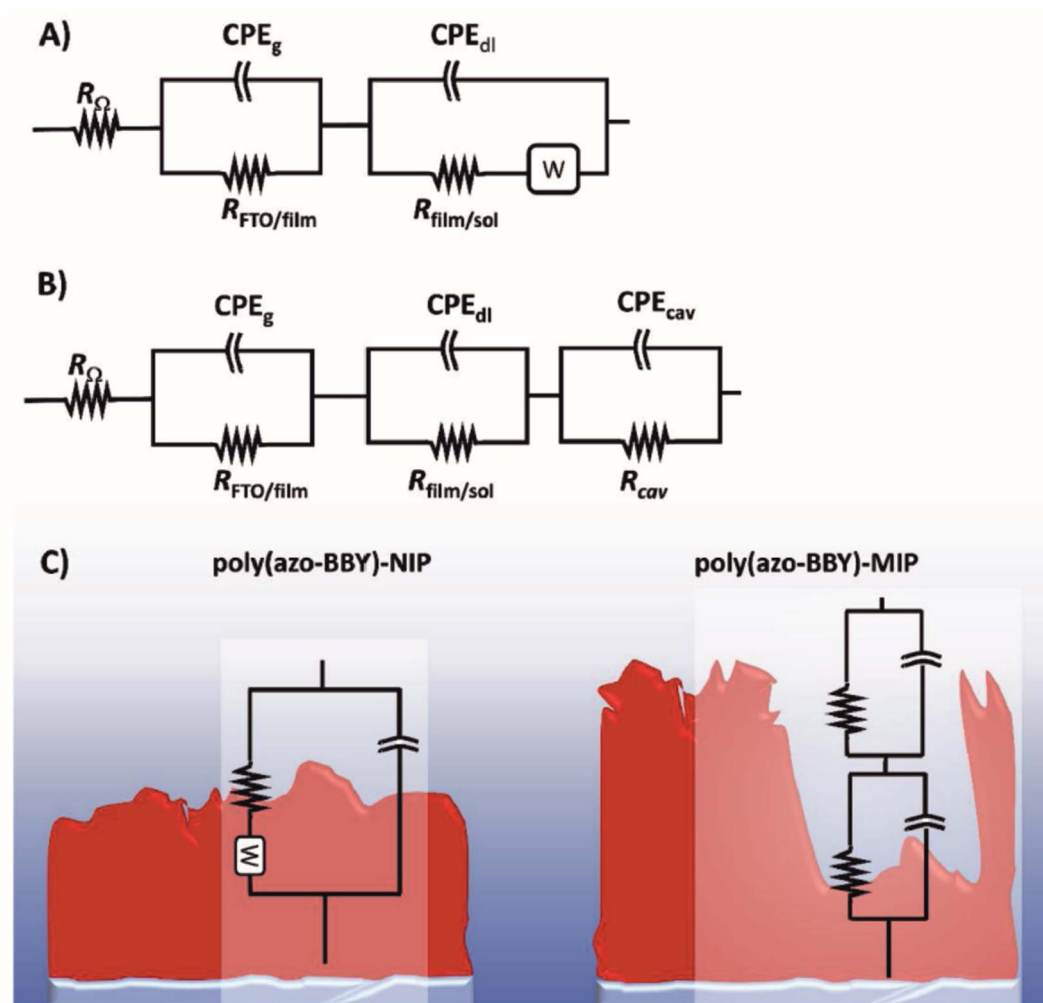 A)
CPEg
CPEdl
RΩ
W
RFTO/film
Rfilm/sol
B)
CPEg
CPEdl
CPEcav
RΩ
RFTO/film
Rfilm/sol
Rcav
C)
poly(azo-BBY)-NIP
poly(azo-BBY)-MIP
W